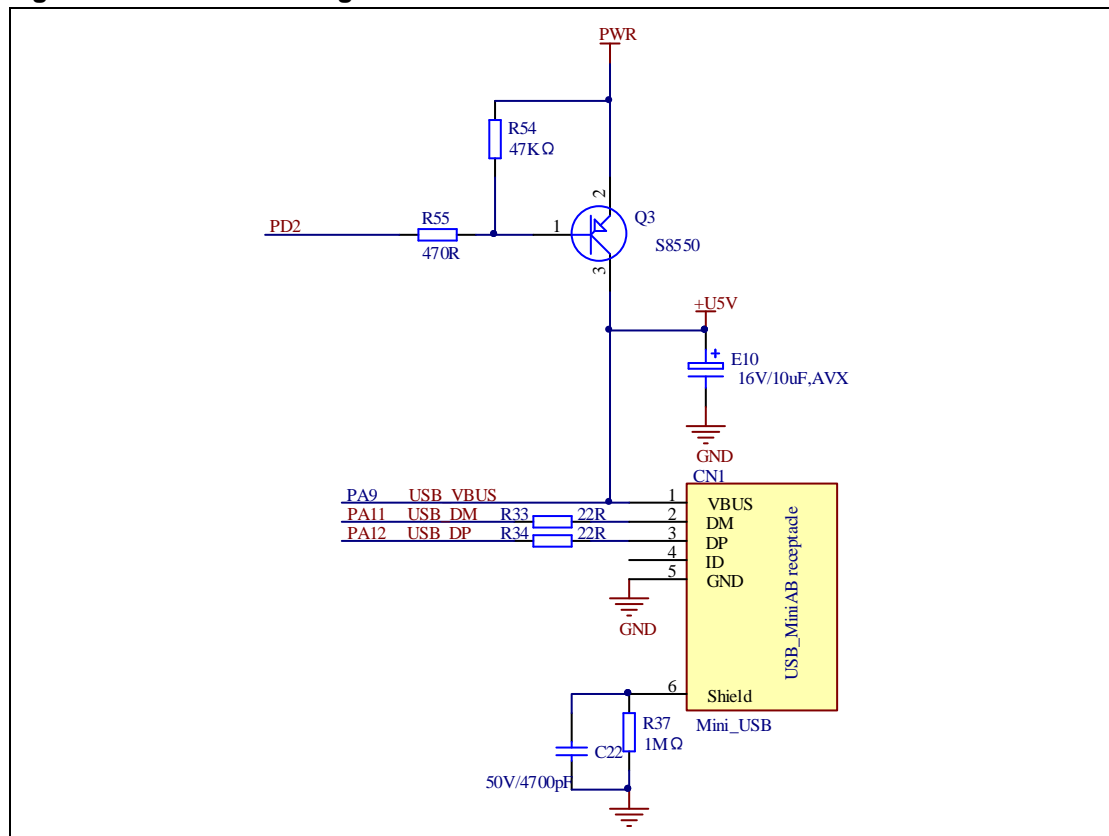 PWR
R54
47KΩ
2
PD2
R55
470R
1
Q3
S8550
3
+U5V
E10
16V/10uF,AVX
GND
CN1
PA9 USB_VBUS
1 VBUS
PA11 USB_DM R33 22R
2 DM
PA12 USB_DP R34 22R
3 DP
4 ID
5 GND
GND
USB_MiniAB receptacle
6 Shield
Mini_USB
R37
1MΩ
C22
50V/4700pF